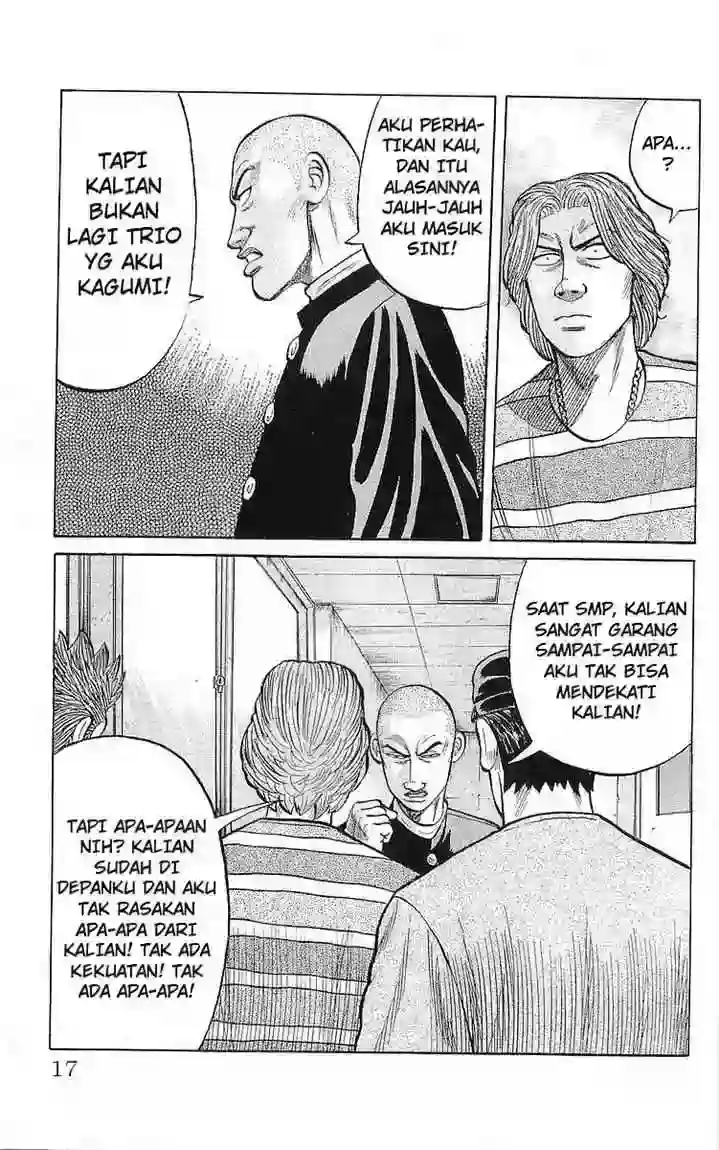 APA...
?
AKU PERHA-
TIKAN KAU,
DAN ITU
ALASANNYA
JAUH-JAUH
AKU MASUK
SINI!
TAPI
KALIAN
BUKAN
LAGI TRIO
YG AKU
KAGUMI!
SAAT SMP, KALIAN
SANGAT GARANG
SAMPAI-SAMPAI
AKU TAK BISA
MENDEKATI
KALIAN!
TAPI APA-APAAN
NIH? KALIAN
SUDAH DI
DEPANKU DAN AKU
TAK RASAKAN
APA-APA DARI
KALIAN! TAK ADA
KEKUATAN! TAK
ADA APA-APA!
17